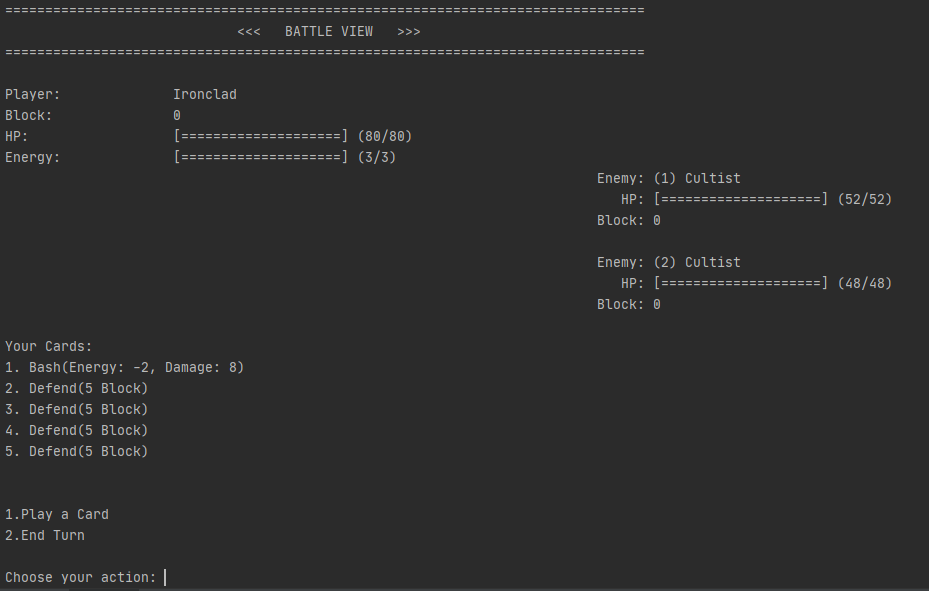 ================================================================================
<<<   BATTLE VIEW   >>>
================================================================================
Player:              Ironclad
Block:               0
HP:                  [====================] (80/80)
Energy:              [====================] (3/3)
Enemy: (1) Cultist
HP: [====================] (52/52)
Block: 0
Enemy: (2) Cultist
HP: [====================] (48/48)
Block: 0
Your Cards:
1. Bash(Energy: -2, Damage: 8)
2. Defend(5 Block)
3. Defend(5 Block)
4. Defend(5 Block)
5. Defend(5 Block)
1.Play a Card
2.End Turn
Choose your action: